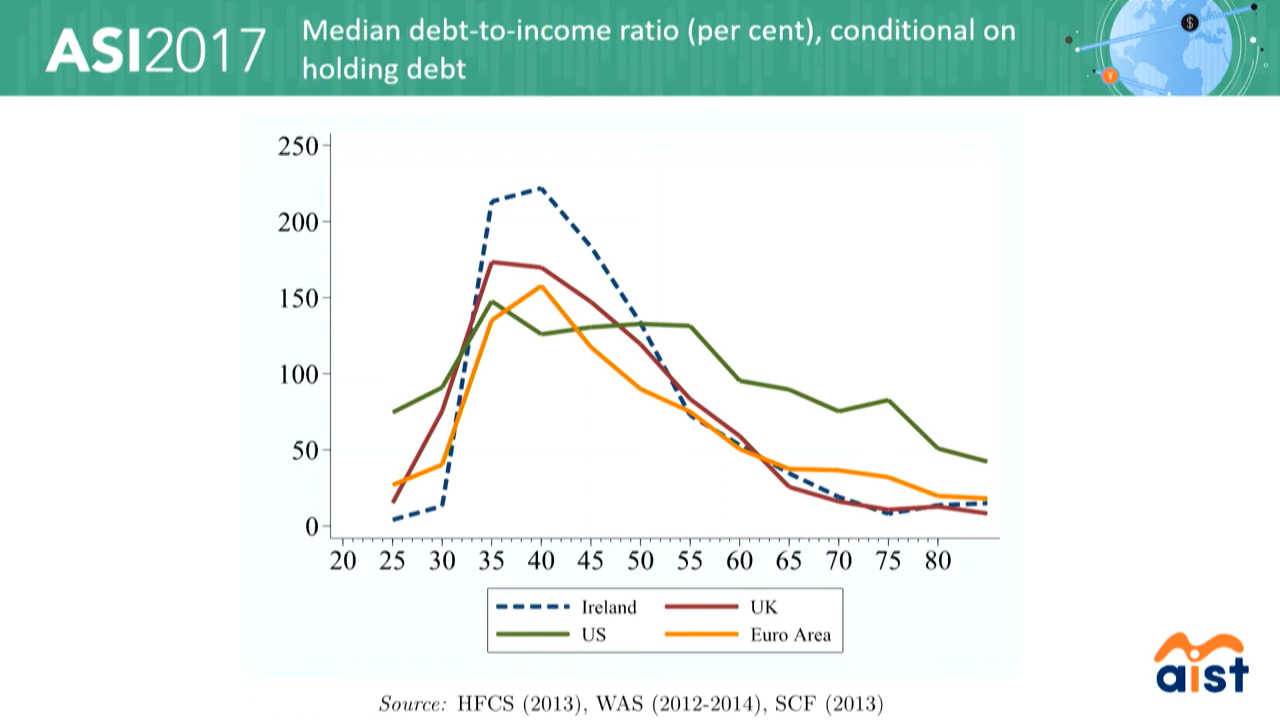 ASI2017
Median debt-to-income ratio (per cent), conditional on
holding debt
$
¥
250
200
150
100
50
0
20 25 30 35 40 45 50 55 60 65 70 75 80
Ireland UK
US Euro Area
Source: HFCS (2013), WAS (2012-2014), SCF (2013)
aist